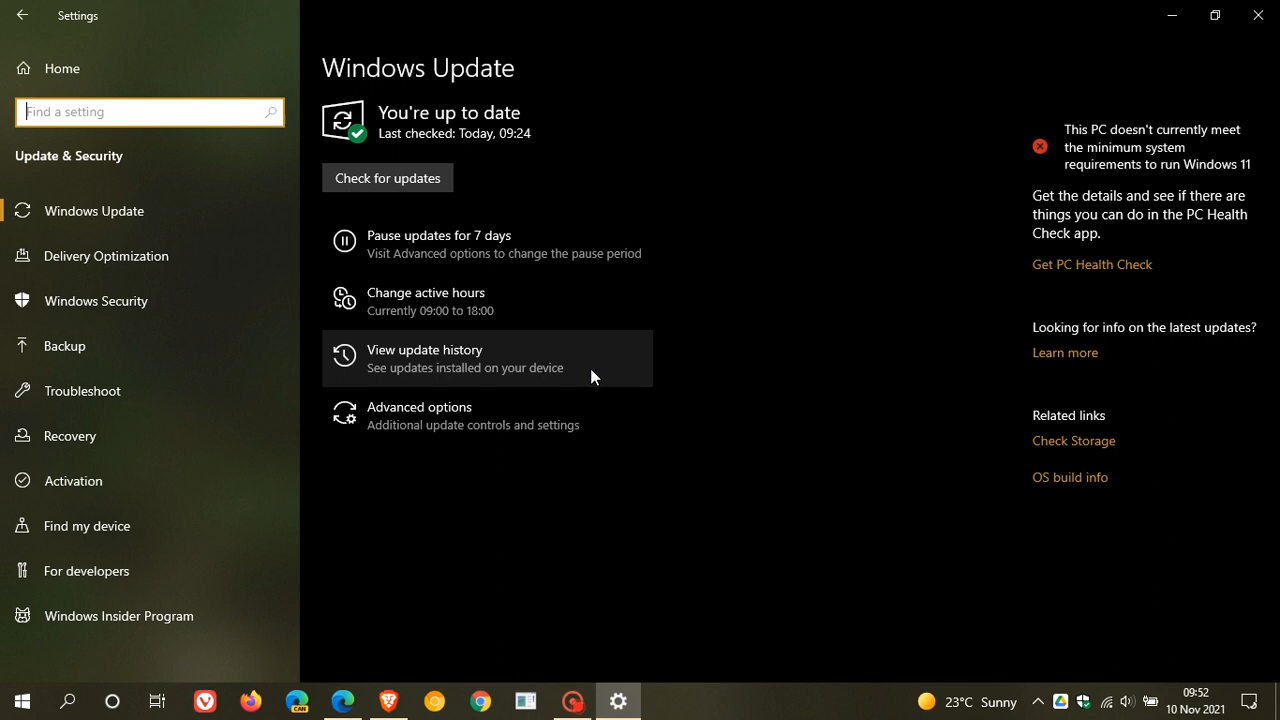 Settings
Home
Find a setting
Update & Security
Windows Update
Delivery Optimization
Windows Security
Backup
Troubleshoot
Recovery
Activation
Find my device
For developers
Windows Insider Program
Windows Update
You're up to date
Last checked: Today, 09:24
Check for updates
Pause updates for 7 days
Visit Advanced options to change the pause period
Change active hours
Currently 09:00 to 18:00
View update history
See updates installed on your device
Advanced options
Additional update controls and settings
This PC doesn't currently meet
the minimum system
requirements to run Windows 11
Get the details and see if there are
things you can do in the PC Health
Check app.
Get PC Health Check
Looking for info on the latest updates?
Learn more
Related links
Check Storage
OS build info
CAN
23°C Sunny
09:52
10 Nov 2021